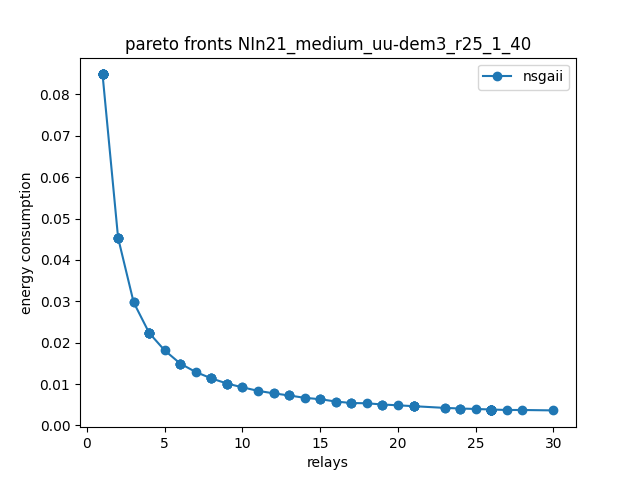 pareto fronts NIn21_medium_uu-dem3_r25_1_40
nsgaii
energy consumption
0.08
0.07
0.06
0.05
0.04
0.03
0.02
0.01
0.00
0 5 10 15 20 25 30
relays